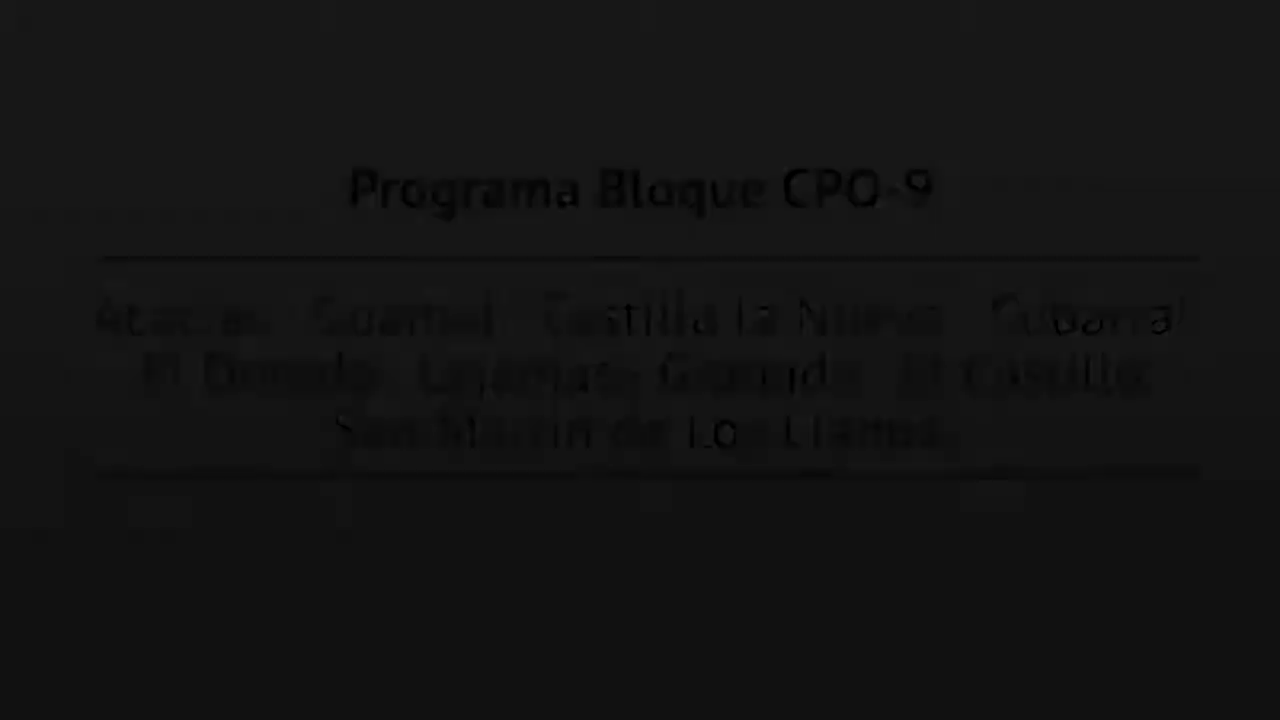 Programa Bloque CPO-9
Acacías Guamal Castilla la Nueva Cubarral
El Dorado Lejanías Granada El Castillo
San Martín de Los Llanos